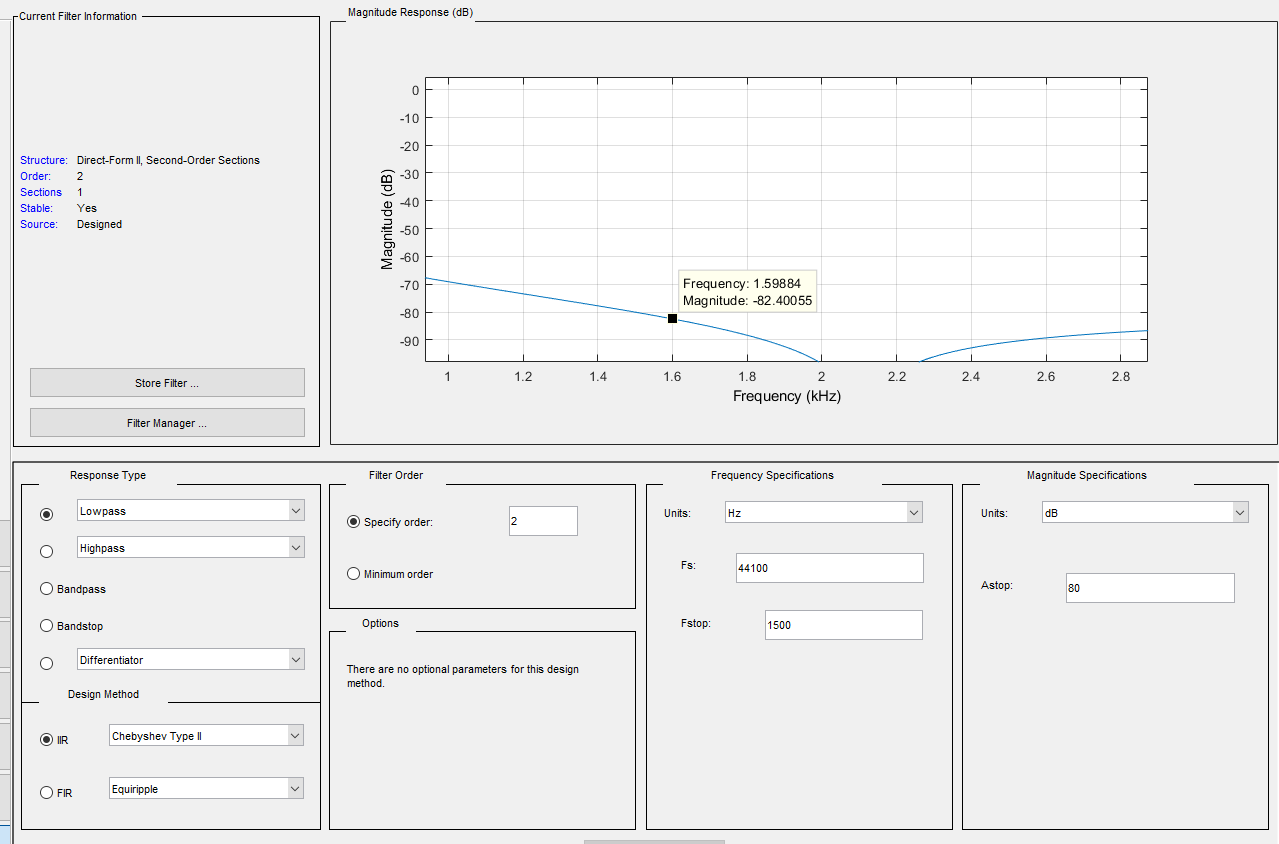 Current Filter Information
Structure: Direct-Form II, Second-Order Sections
Order: 2
Sections 1
Stable: Yes
Source: Designed
Store Filter ...
Filter Manager ...
Magnitude Response (dB)
0
-10
-20
-30
-40
-50
-60
-70
-80
-90
Magnitude (dB)
Frequency: 1.59884
Magnitude: -82.40055
1 1.2 1.4 1.6 1.8 2 2.2 2.4 2.6 2.8
Frequency (kHz)
Response Type
Lowpass
Highpass
Bandpass
Bandstop
Differentiator
Design Method
IIR Chebyshev Type II
FIR Equiripple
Filter Order
Specify order: 2
Minimum order
Options
There are no optional parameters for this design
method.
Frequency Specifications
Units: Hz
Fs: 44100
Fstop: 1500
Magnitude Specifications
Units: dB
Astop: 80